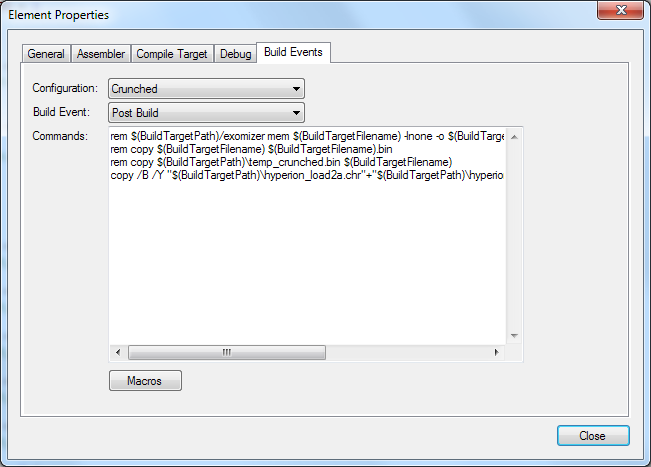 Element Properties
General Assembler Compile Target Debug Build Events
Configuration: Crunched
Build Event: Post Build
Commands:
rem $(BuildTargetPath)/exomizer mem $(BuildTargetFilename) -lnone -o $(BuildTarge
rem copy $(BuildTargetFilename) $(BuildTargetFilename).bin
rem copy $(BuildTargetPath)\temp_crunched.bin $(BuildTargetFilename)
copy /B /Y "$(BuildTargetPath)\hyperion_load2a.chr"+"$(BuildTargetPath)\hyperion
Macros
Close